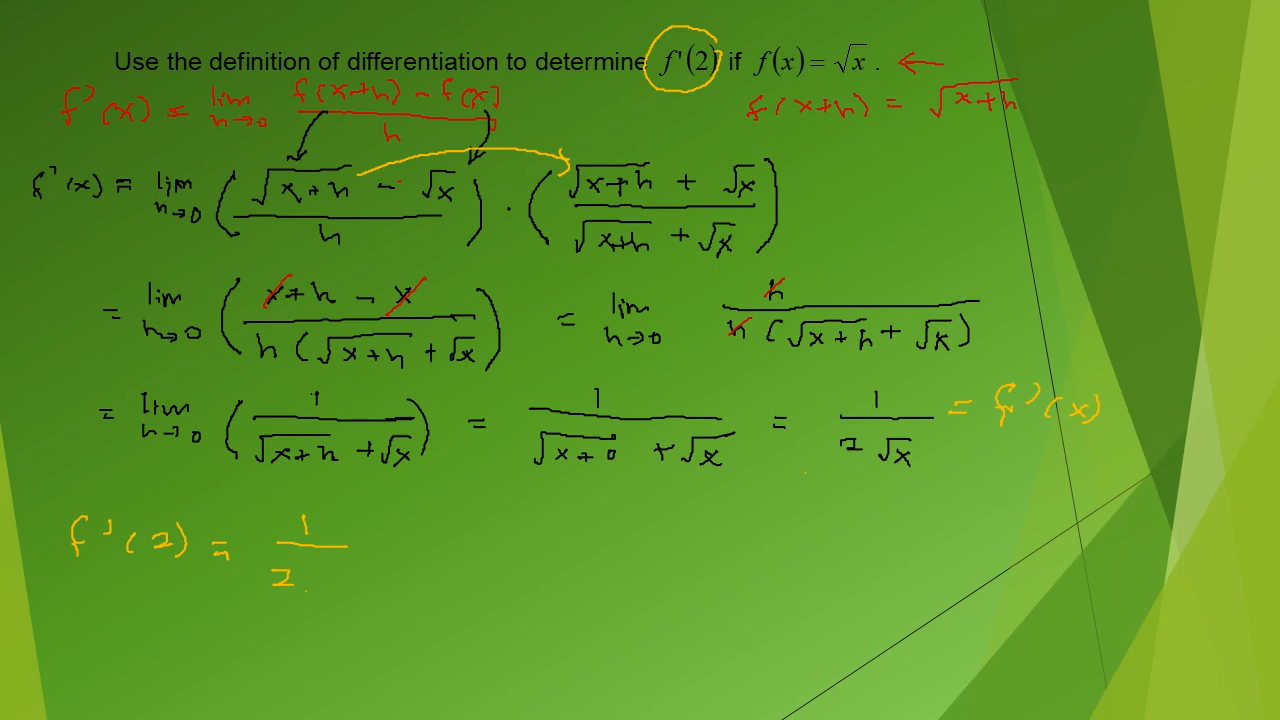 Use the definition of differentiation to determine f'(2) if f(x) = √x . ←
f'(x) = lim h→0 (f(x+h) - f(x))/h f(x+h) = √(x+h)
f'(x) = lim h→0 ((√(x+h) - √x)/h) · ((√(x+h) + √x)/(√(x+h) + √x))
= lim h→0 ((x+h - x)/(h(√(x+h) + √x))) = lim h→0 h/(h(√(x+h) + √x))
= lim h→0 (1/(√(x+h) + √x)) = 1/(√(x+0) + √x) = 1/(2√x) = f'(x)
f'(2) = 1/2